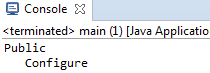 Console
<terminated> main (1) [Java Applicatio
Public
Configure